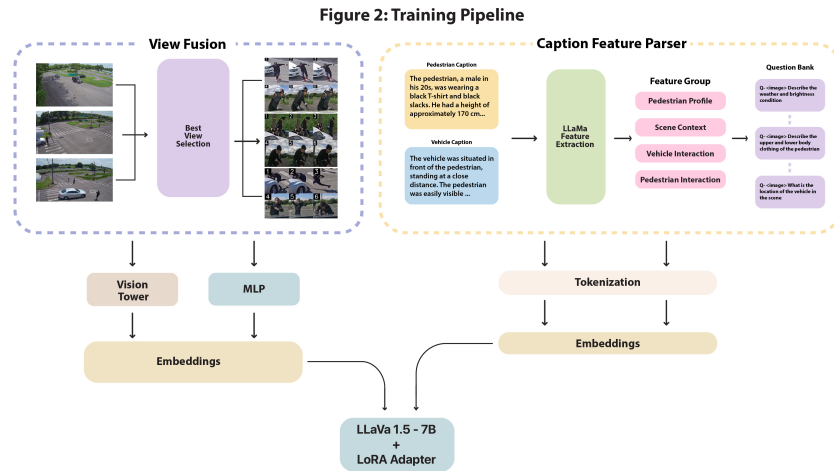 Figure 2: Training Pipeline
View Fusion
Best
View
Selection
Caption Feature Parser
Pedestrian Caption
The pedestrian, a male in
his 20s, was wearing a
black T-shirt and black
slacks. He had a height of
approximately 170 cm...
Vehicle Caption
The vehicle was situated in
front of the pedestrian,
standing at a close
distance. The pedestrian
was easily visible ...
LLaMa
Feature
Extraction
Feature Group
Pedestrian Profile
Scene Context
Vehicle Interaction
Pedestrian Interaction
Question Bank
Q- <image> Describe the
weather and brightness
condition
Q- <image> Describe the
upper and lower body
clothing of the pedestrian
Q- <image> What is the
location of the vehicle in
the scene
Vision
Tower
MLP
Tokenization
Embeddings
Embeddings
LLaVa 1.5 - 7B
+
LoRA Adapter